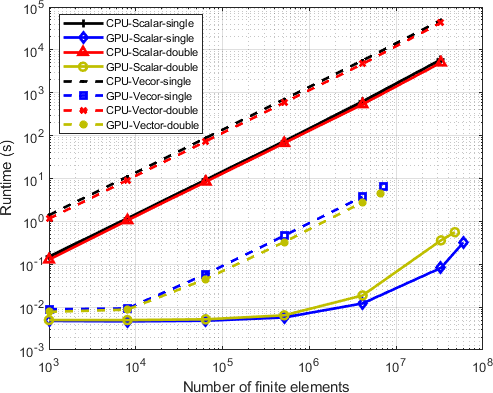 10^5
10^4
10^3
10^2
10^1
10^0
10^-1
10^-2
10^-3
Runtime (s)
CPU-Scalar-single
GPU-Scalar-single
CPU-Scalar-double
GPU-Scalar-double
CPU-Vecor-single
GPU-Vecor-single
CPU-Vector-double
GPU-Vector-double
10^3 10^4 10^5 10^6 10^7 10^8
Number of finite elements